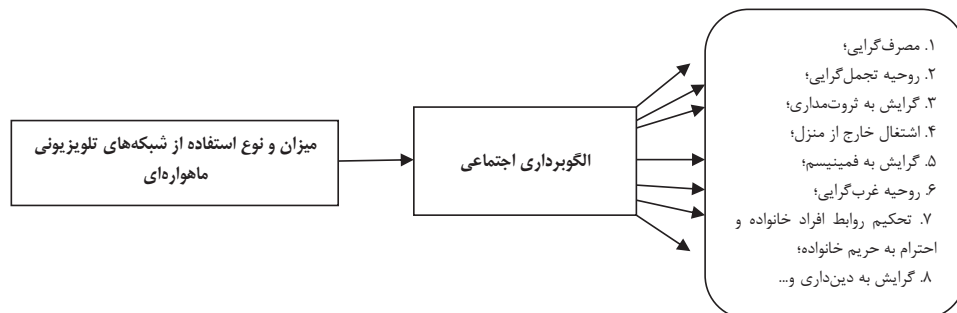 میزان و نوع استفاده از شبکه‌های تلویزیونی
ماهواره‌ای
الگوبرداری اجتماعی
۱. مصرف‌گرایی؛
۲. روحیه تجمل‌گرایی؛
۳. گرایش به ثروت‌مداری؛
۴. اشتغال خارج از منزل؛
۵. گرایش به فمینیسم؛
۶. روحیه غرب‌گرایی؛
۷. تحکیم روابط افراد خانواده و
احترام به حریم خانواده؛
۸. گرایش به دین‌داری و...